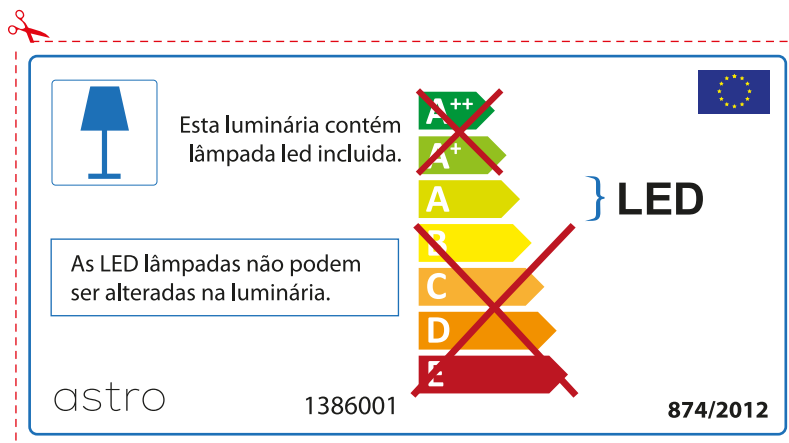 Esta luminária contém
lâmpada led incluida.
As LED lâmpadas não podem
ser alteradas na luminária.
A++
A+
A
B
C
D
E
LED
astro
1386001
874/2012